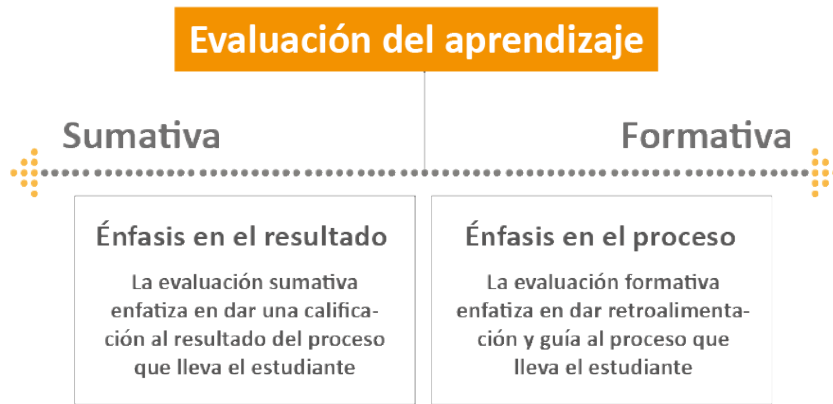 Evaluación del aprendizaje
Sumativa
Formativa
Énfasis en el resultado
La evaluación sumativa
enfatiza en dar una califica-
ción al resultado del proceso
que lleva el estudiante
Énfasis en el proceso
La evaluación formativa
enfatiza en dar retroalimenta-
ción y guía al proceso que
lleva el estudiante